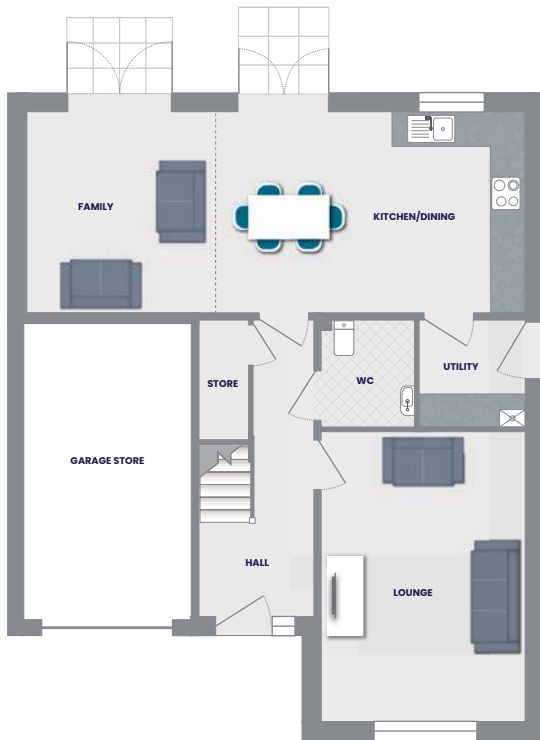 FAMILY
KITCHEN/DINING
STORE
WC
UTILITY
GARAGE STORE
HALL
LOUNGE